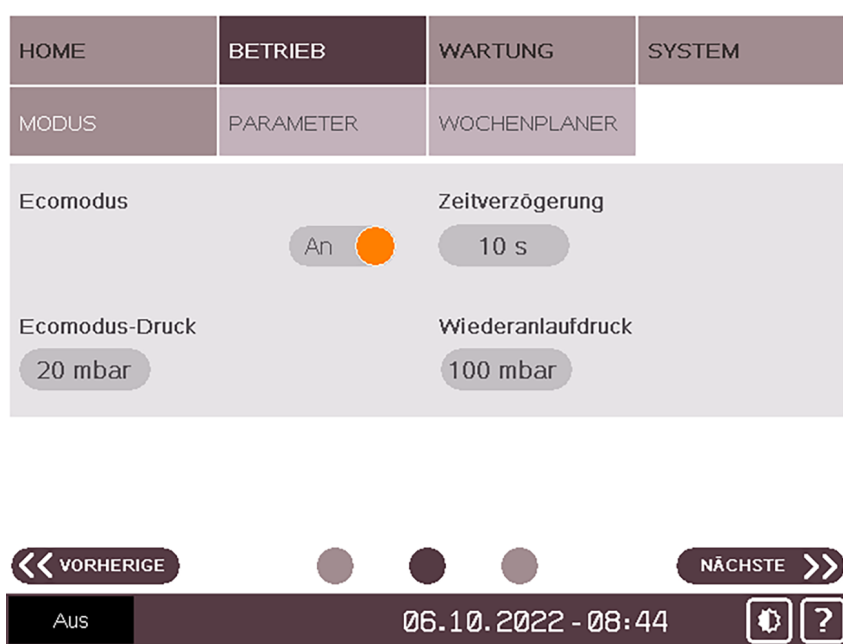 HOME BETRIEB WARTUNG SYSTEM
MODUS PARAMETER WOCHENPLANER
Ecomodus Zeitverzögerung
An 10 s
Ecomodus-Druck Wiederanlaufdruck
20 mbar 100 mbar
VORHERIGE NÄCHSTE
Aus 06.10.2022 - 08:44 ?